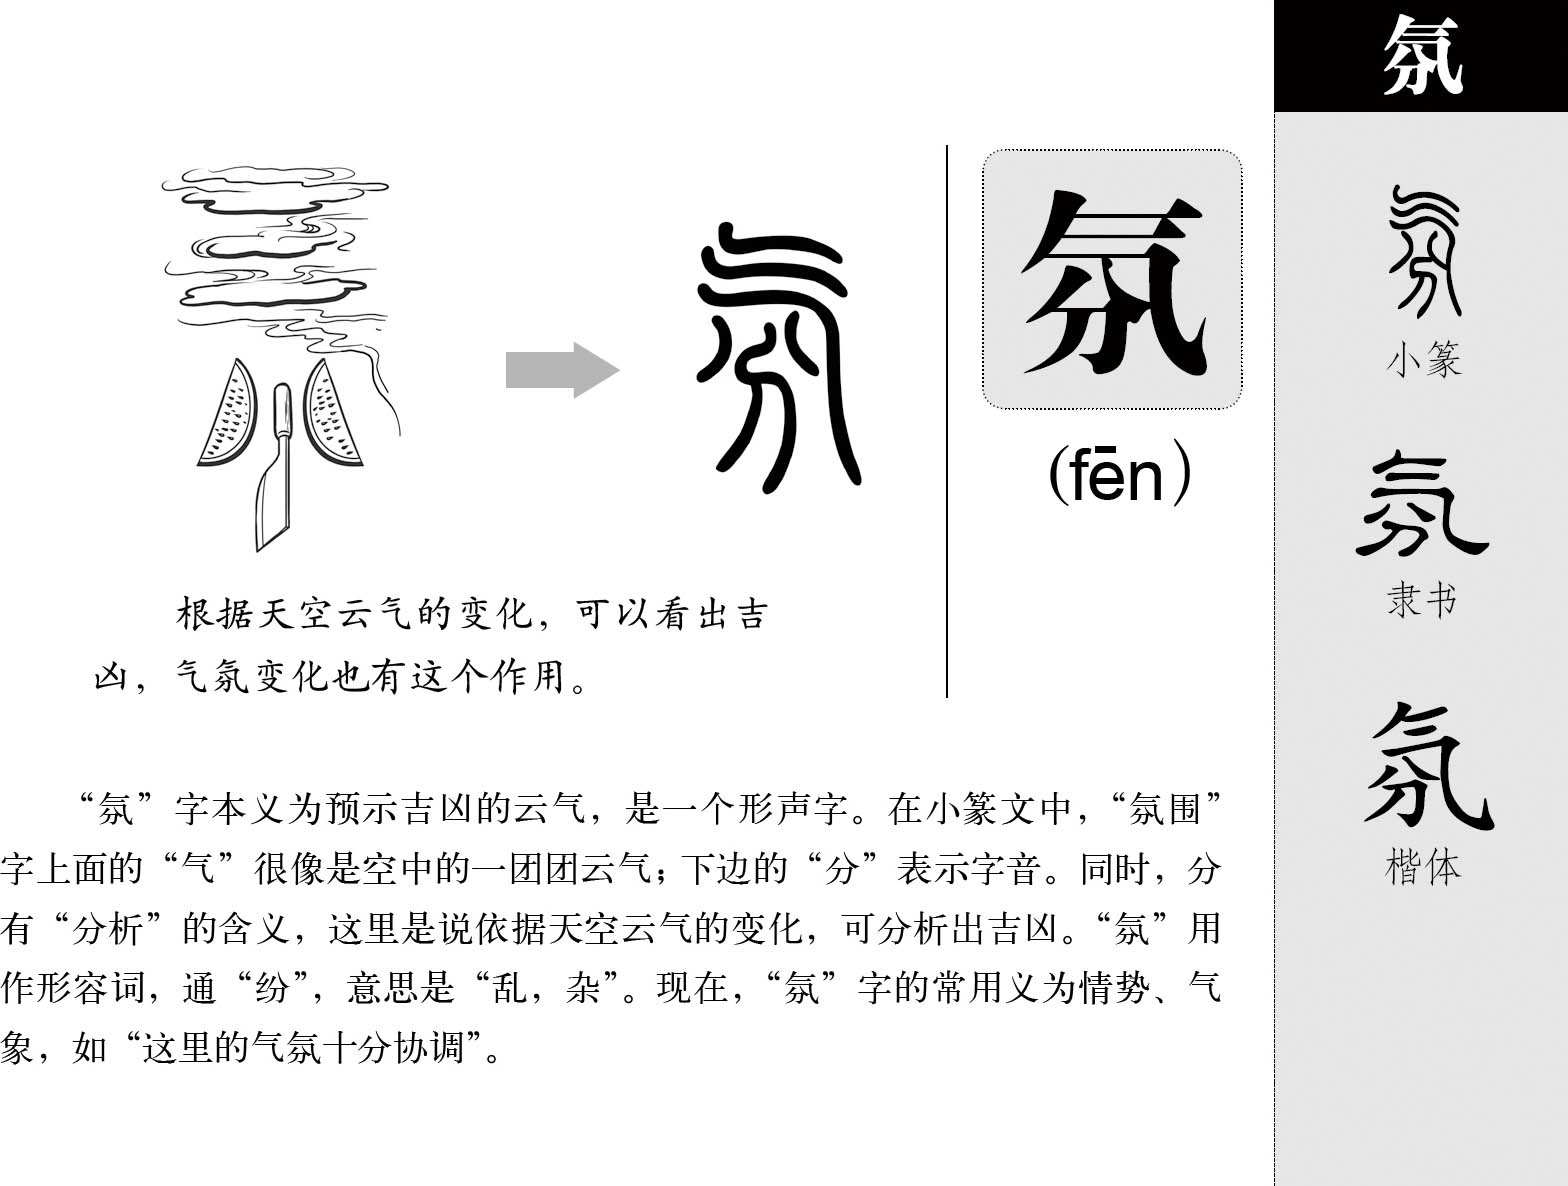 氛
氛
(fēn)
根据天空云气的变化，可以看出吉
凶，气氛变化也有这个作用。
“氛”字本义为预示吉凶的云气，是一个形声字。在小篆文中，“氛围”
字上面的“气”很像是空中的一团团云气；下边的“分”表示字音。同时，分
有“分析”的含义，这里是说依据天空云气的变化，可分析出吉凶。“氛”用
作形容词，通“纷”，意思是“乱，杂”。现在，“氛”字的常用义为情势、气
象，如“这里的气氛十分协调”。
氛
氛
小篆
氛
隶书
氛
楷体